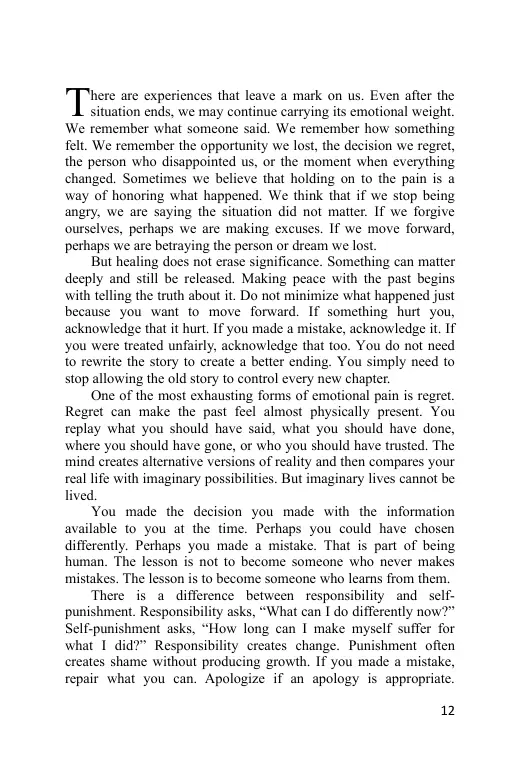 There are experiences that leave a mark on us. Even after the
situation ends, we may continue carrying its emotional weight.
We remember what someone said. We remember how something
felt. We remember the opportunity we lost, the decision we regret,
the person who disappointed us, or the moment when everything
changed. Sometimes we believe that holding on to the pain is a
way of honoring what happened. We think that if we stop being
angry, we are saying the situation did not matter. If we forgive
ourselves, perhaps we are making excuses. If we move forward,
perhaps we are betraying the person or dream we lost.
But healing does not erase significance. Something can matter
deeply and still be released. Making peace with the past begins
with telling the truth about it. Do not minimize what happened just
because you want to move forward. If something hurt you,
acknowledge that it hurt. If you made a mistake, acknowledge it. If
you were treated unfairly, acknowledge that too. You do not need
to rewrite the story to create a better ending. You simply need to
stop allowing the old story to control every new chapter.
One of the most exhausting forms of emotional pain is regret.
Regret can make the past feel almost physically present. You
replay what you should have said, what you should have done,
where you should have gone, or who you should have trusted. The
mind creates alternative versions of reality and then compares your
real life with imaginary possibilities. But imaginary lives cannot be
lived.
You made the decision you made with the information
available to you at the time. Perhaps you could have chosen
differently. Perhaps you made a mistake. That is part of being
human. The lesson is not to become someone who never makes
mistakes. The lesson is to become someone who learns from them.
There is a difference between responsibility and self-
punishment. Responsibility asks, “What can I do differently now?”
Self-punishment asks, “How long can I make myself suffer for
what I did?” Responsibility creates change. Punishment often
creates shame without producing growth. If you made a mistake,
repair what you can. Apologize if an apology is appropriate.
12